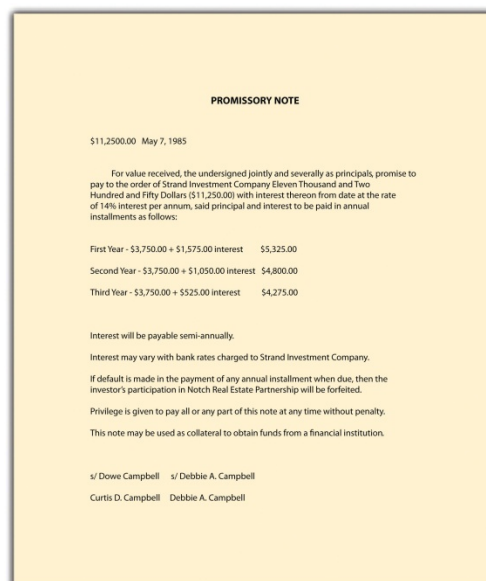 PROMISSORY NOTE
$11,2500.00 May 7, 1985
For value received, the undersigned jointly and severally as principals, promise to
pay to the order of Strand Investment Company Eleven Thousand and Two
Hundred and Fifty Dollars ($11,250.00) with interest thereon from date at the rate
of 14% interest per annum, said principal and interest to be paid in annual
installments as follows:
First Year - $3,750.00 + $1,575.00 interest $5,325.00
Second Year - $3,750.00 + $1,050.00 interest $4,800.00
Third Year - $3,750.00 + $525.00 interest $4,275.00
Interest will be payable semi-annually.
Interest may vary with bank rates charged to Strand Investment Company.
If default is made in the payment of any annual installment when due, then the
investor's participation in Notch Real Estate Partnership will be forfeited.
Privilege is given to pay all or any part of this note at any time without penalty.
This note may be used as collateral to obtain funds from a financial institution.
s/ Dowe Campbell s/ Debbie A. Campbell
Curtis D. Campbell Debbie A. Campbell